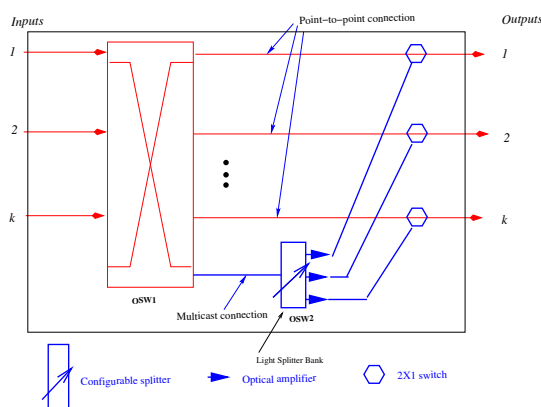 Inputs
Point-to-point connection
Outputs
1
1
2
2
k
k
OSW1
Multicast connection
OSW2
Light Splitter Bank
Configurable splitter
Optical amplifier
2X1 switch